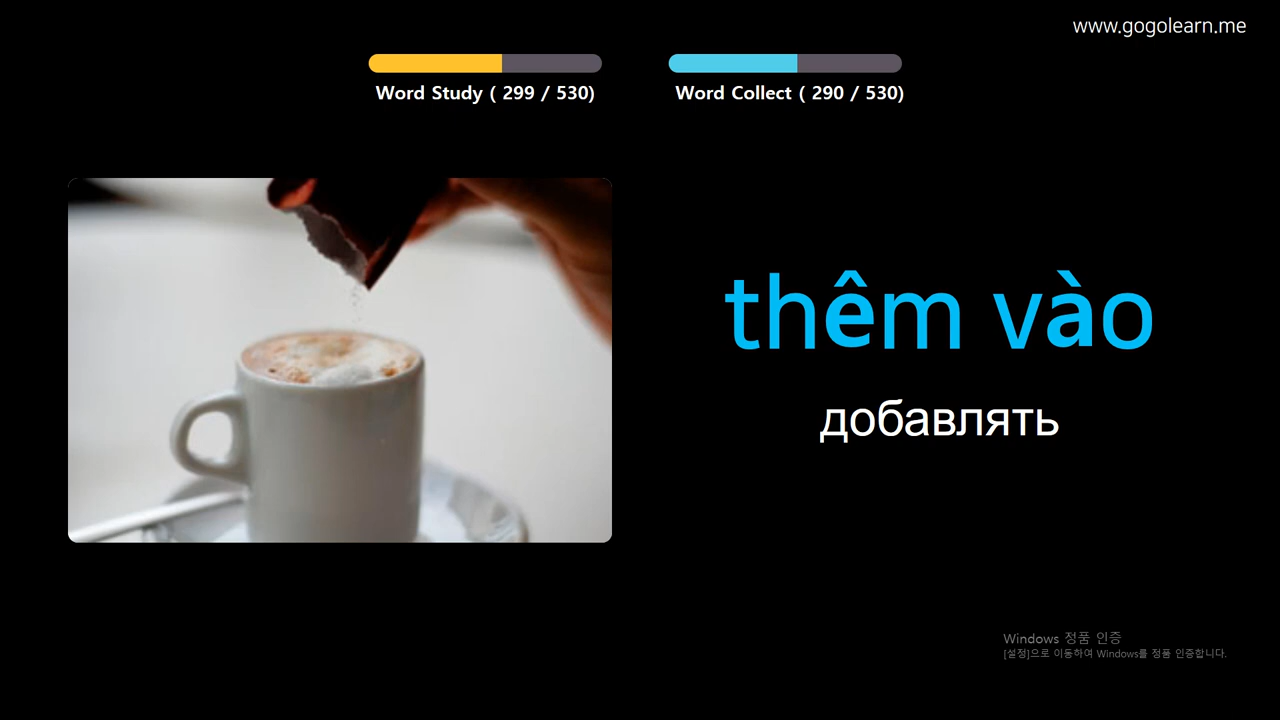 www.gogolearn.me
Word Study ( 299 / 530)
Word Collect ( 290 / 530)
thêm vào
добавлять
Windows 정품 인증
[설정]으로 이동하여 Windows를 정품 인증합니다.